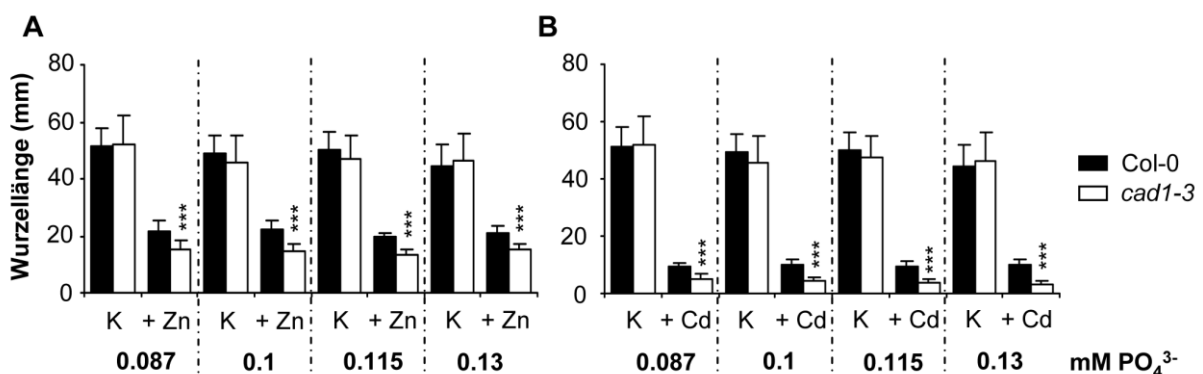 A
B
Wurzellänge (mm)
80
60
40
20
0
80
60
40
20
0
*** *** *** ***
*** *** *** ***
Col-0
cad1-3
K + Zn K + Zn K + Zn K + Zn
K + Cd K + Cd K + Cd K + Cd
0.087 0.1 0.115 0.13
0.087 0.1 0.115 0.13
mM PO₄³⁻